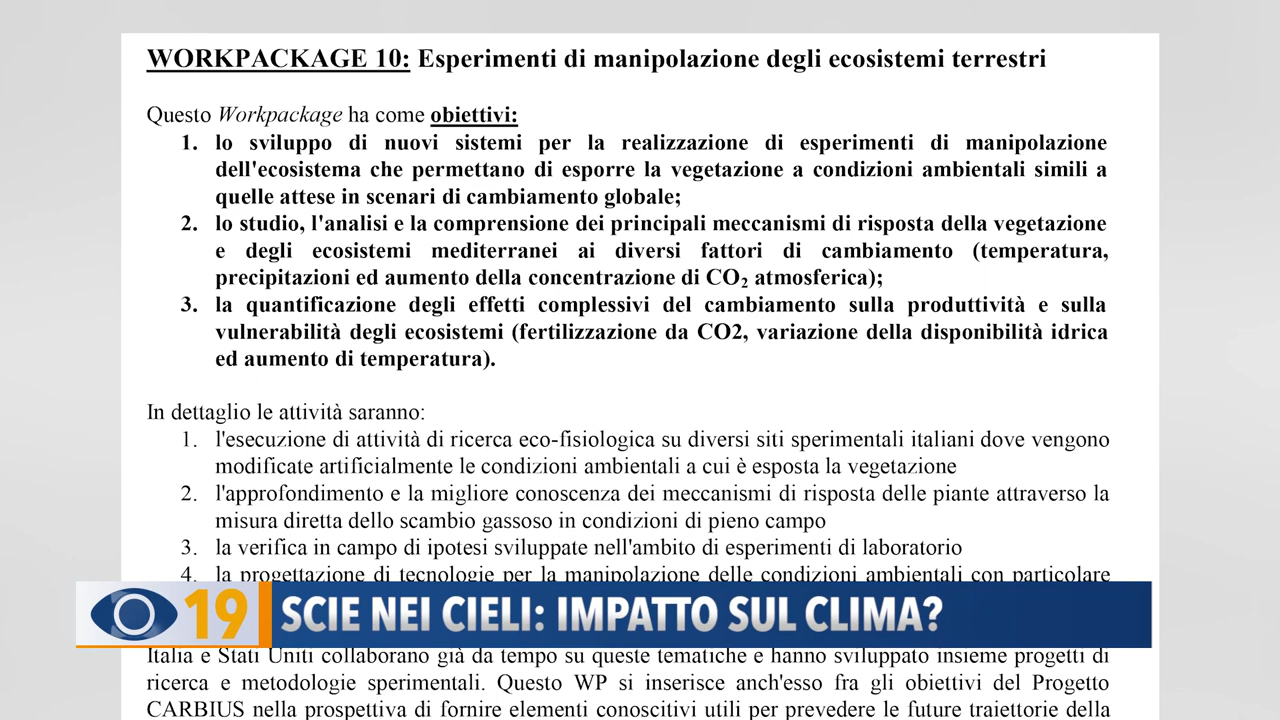 WORKPACKAGE 10: Esperimenti di manipolazione degli ecosistemi terrestri
Questo Workpackage ha come obiettivi:
1. lo sviluppo di nuovi sistemi per la realizzazione di esperimenti di manipolazione
dell'ecosistema che permettano di esporre la vegetazione a condizioni ambientali simili a
quelle attese in scenari di cambiamento globale;
2. lo studio, l'analisi e la comprensione dei principali meccanismi di risposta della vegetazione
e degli ecosistemi mediterranei ai diversi fattori di cambiamento (temperatura,
precipitazioni ed aumento della concentrazione di CO₂ atmosferica);
3. la quantificazione degli effetti complessivi del cambiamento sulla produttività e sulla
vulnerabilità degli ecosistemi (fertilizzazione da CO2, variazione della disponibilità idrica
ed aumento di temperatura).
In dettaglio le attività saranno:
1. l'esecuzione di attività di ricerca eco-fisiologica su diversi siti sperimentali italiani dove vengono
modificate artificialmente le condizioni ambientali a cui è esposta la vegetazione
2. l'approfondimento e la migliore conoscenza dei meccanismi di risposta delle piante attraverso la
misura diretta dello scambio gassoso in condizioni di pieno campo
3. la verifica in campo di ipotesi sviluppate nell'ambito di esperimenti di laboratorio
4. la progettazione di tecnologie per la manipolazione delle condizioni ambientali con particolare
19 SCIE NEI CIELI: IMPATTO SUL CLIMA?
Italia e Stati Uniti collaborano già da tempo su queste tematiche e hanno sviluppato insieme progetti di
ricerca e metodologie sperimentali. Questo WP si inserisce anch'esso fra gli obiettivi del Progetto
CARBIUS nella prospettiva di fornire elementi conoscitivi utili per prevedere le future traiettorie della